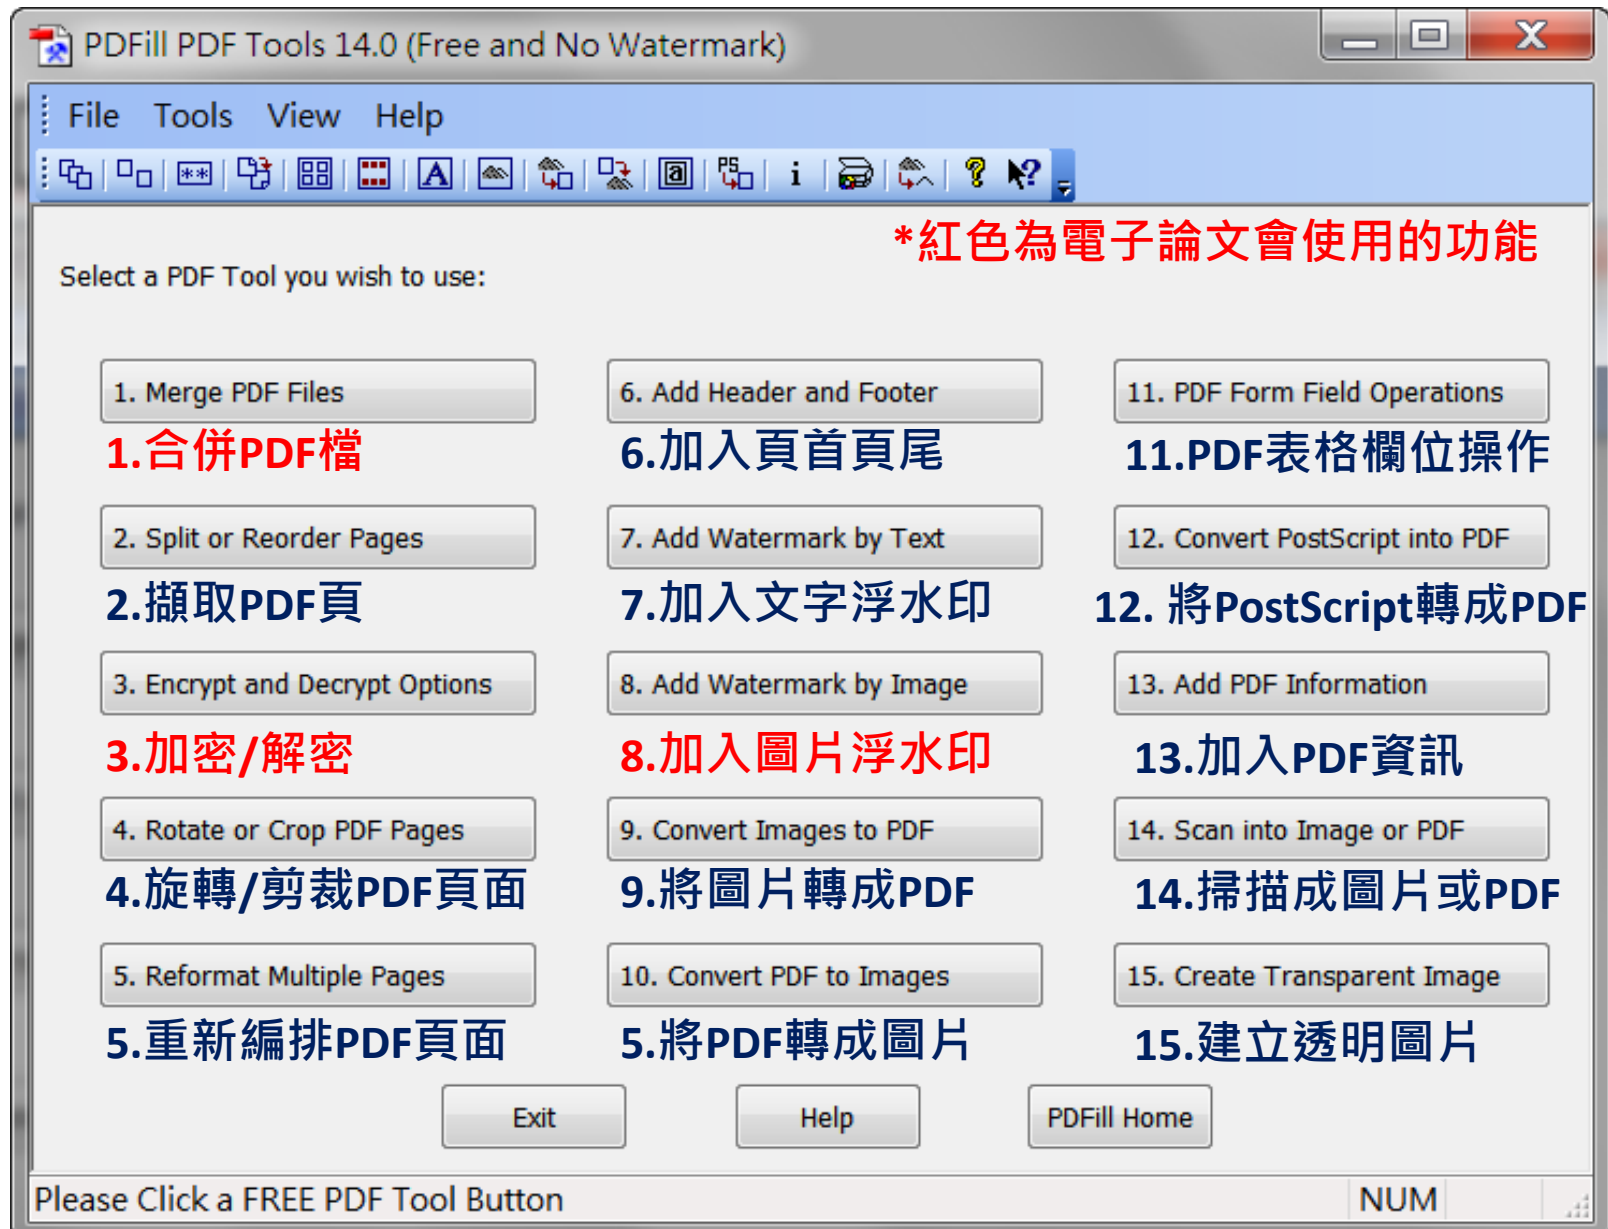 PDFill PDF Tools 14.0 (Free and No Watermark)
File Tools View Help
*紅色為電子論文會使用的功能
Select a PDF Tool you wish to use:
1. Merge PDF Files
1.合併PDF檔
2. Split or Reorder Pages
2.擷取PDF頁
3. Encrypt and Decrypt Options
3.加密/解密
4. Rotate or Crop PDF Pages
4.旋轉/剪裁PDF頁面
5. Reformat Multiple Pages
5.重新編排PDF頁面
6. Add Header and Footer
6.加入頁首頁尾
7. Add Watermark by Text
7.加入文字浮水印
8. Add Watermark by Image
8.加入圖片浮水印
9. Convert Images to PDF
9.將圖片轉成PDF
10. Convert PDF to Images
5.將PDF轉成圖片
11. PDF Form Field Operations
11.PDF表格欄位操作
12. Convert PostScript into PDF
12. 將PostScript轉成PDF
13. Add PDF Information
13.加入PDF資訊
14. Scan into Image or PDF
14.掃描成圖片或PDF
15. Create Transparent Image
15.建立透明圖片
Exit
Help
PDFill Home
Please Click a FREE PDF Tool Button
NUM